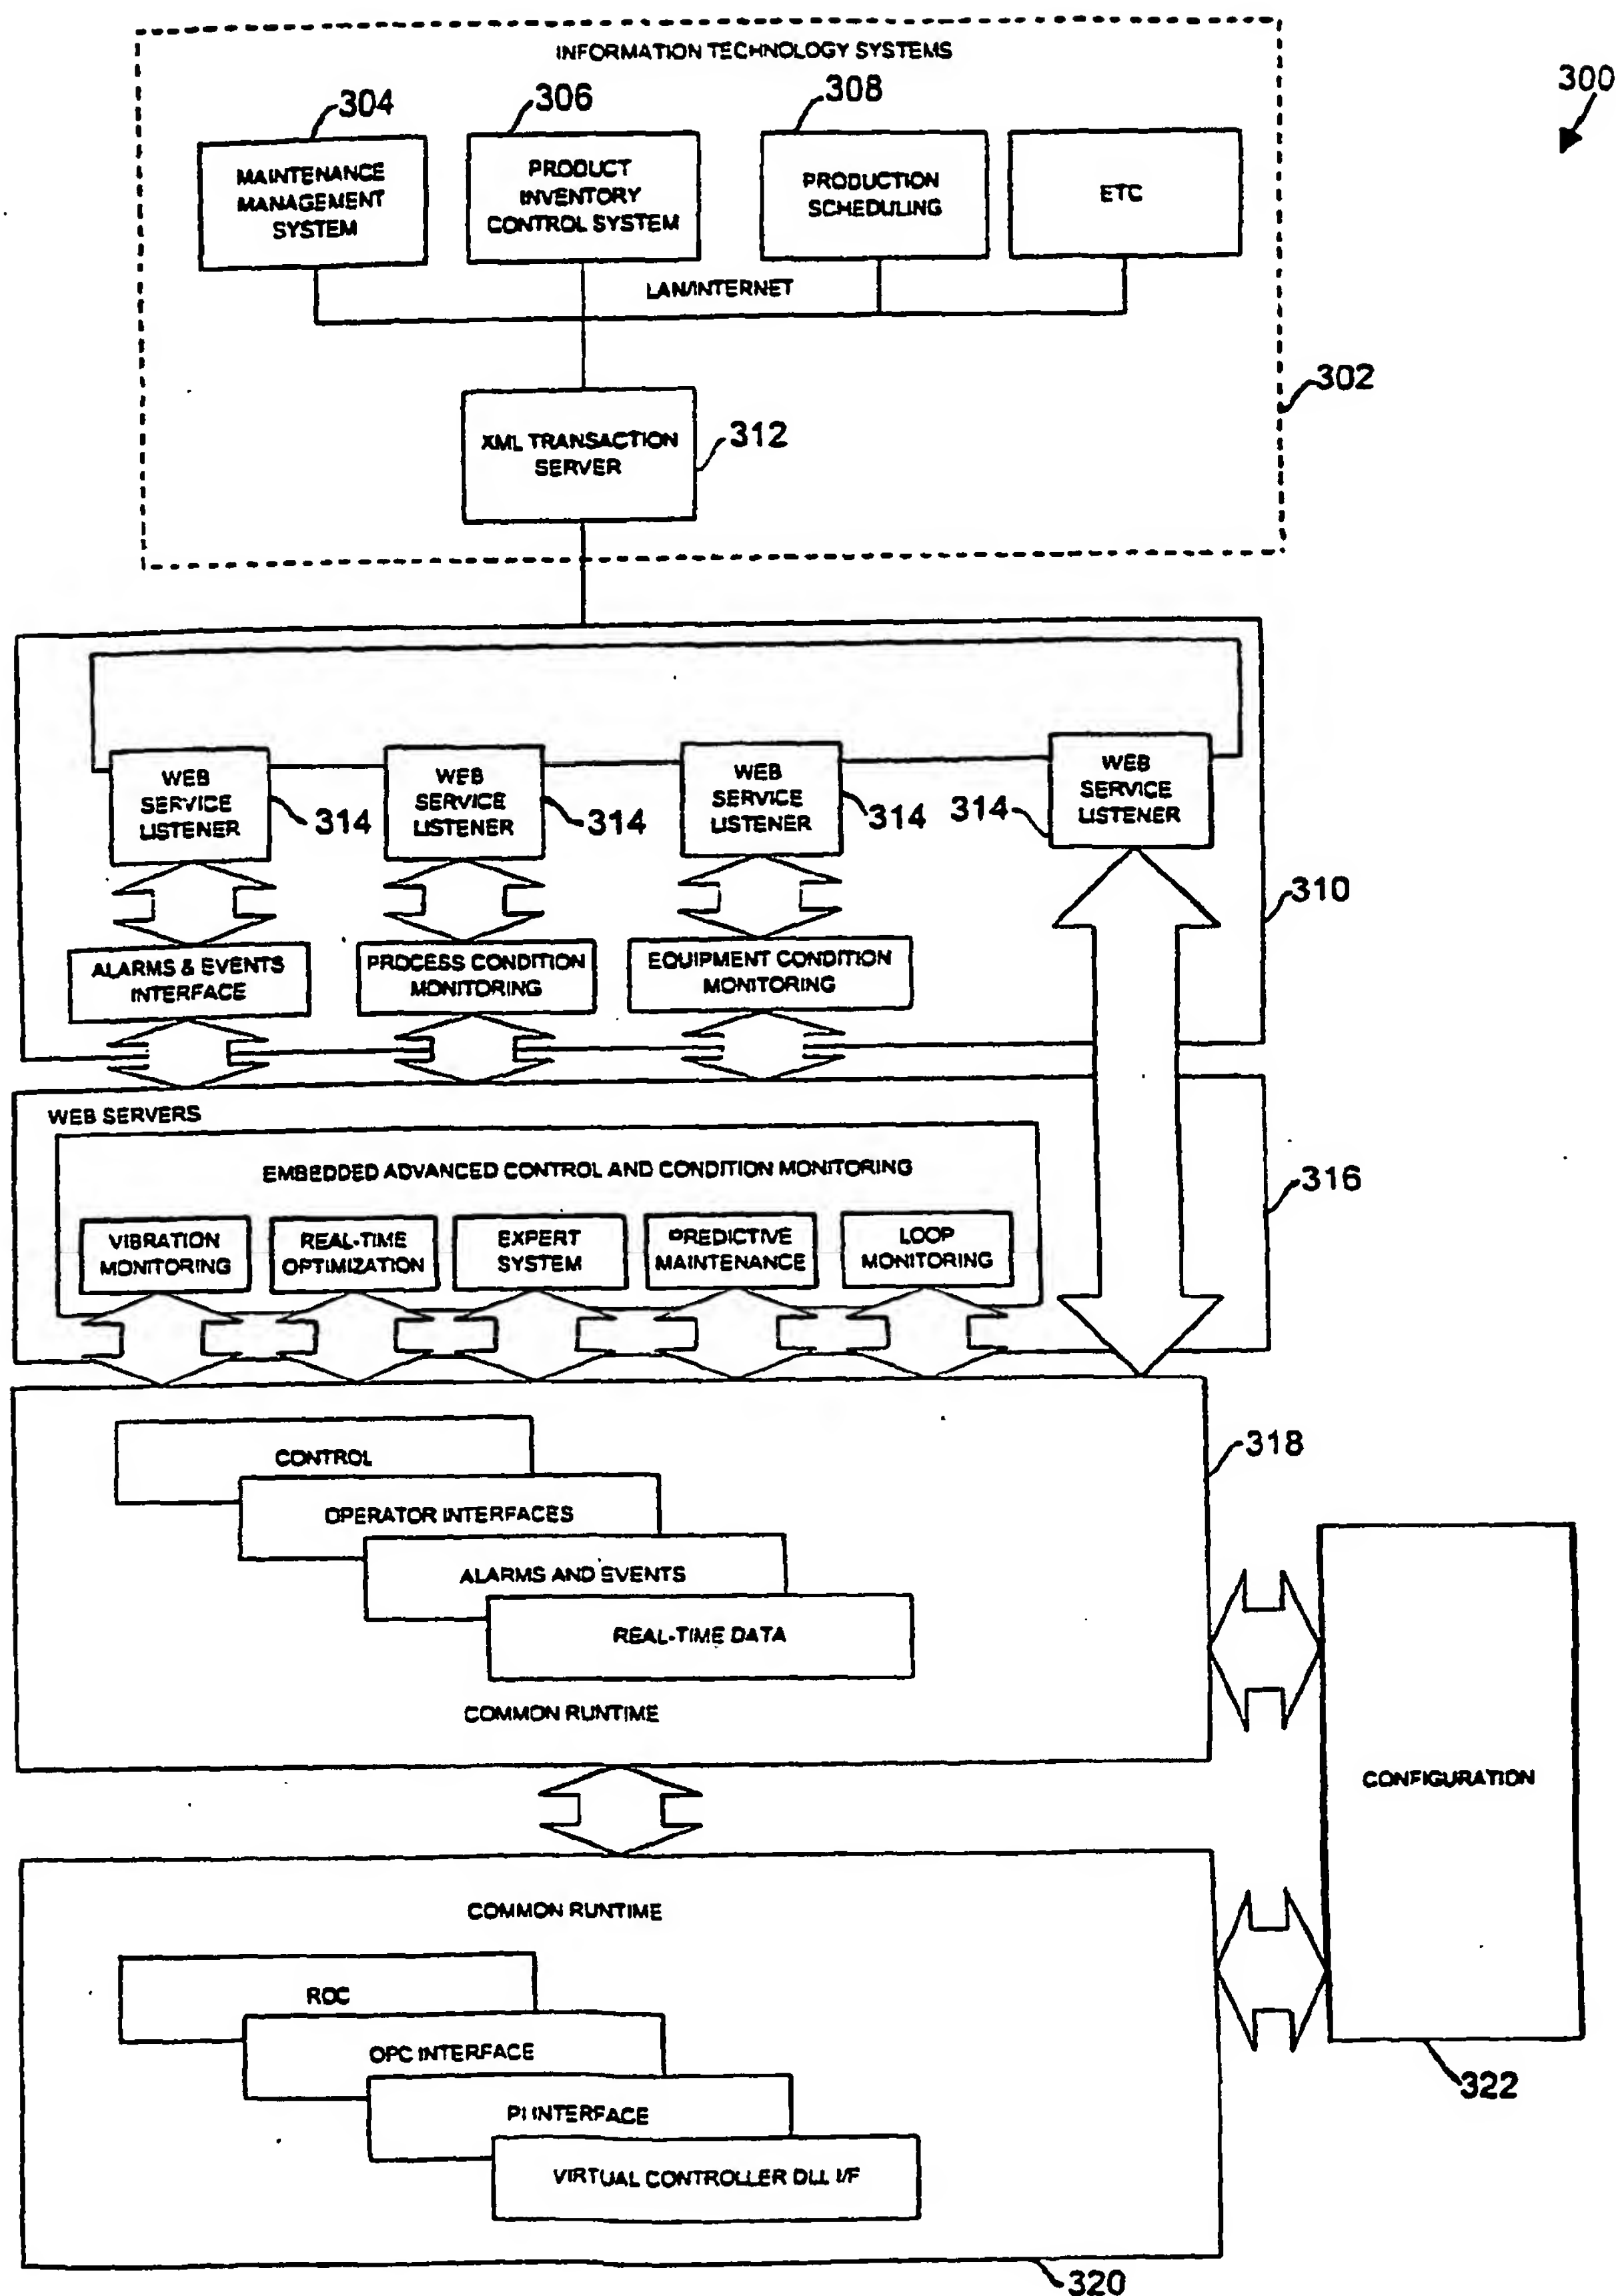 INFORMATION TECHNOLOGY SYSTEMS
300
304
306
308
MAINTENANCE
MANAGEMENT
SYSTEM
PRODUCT
INVENTORY
CONTROL SYSTEM
PRODUCTION
SCHEDULING
ETC
LAN/INTERNET
302
XML TRANSACTION
SERVER
312
WEB
SERVICE
LISTENER
314
WEB
SERVICE
LISTENER
314
WEB
SERVICE
LISTENER
314
314
WEB
SERVICE
LISTENER
310
ALARMS & EVENTS
INTERFACE
PROCESS CONDITION
MONITORING
EQUIPMENT CONDITION
MONITORING
WEB SERVERS
EMBEDDED ADVANCED CONTROL AND CONDITION MONITORING
316
VIBRATION
MONITORING
REAL-TIME
OPTIMIZATION
EXPERT
SYSTEM
PREDICTIVE
MAINTENANCE
LOOP
MONITORING
318
CONTROL
OPERATOR INTERFACES
ALARMS AND EVENTS
REAL-TIME DATA
COMMON RUNTIME
CONFIGURATION
COMMON RUNTIME
ROC
OPC INTERFACE
PI INTERFACE
VIRTUAL CONTROLLER DLL I/F
322
320